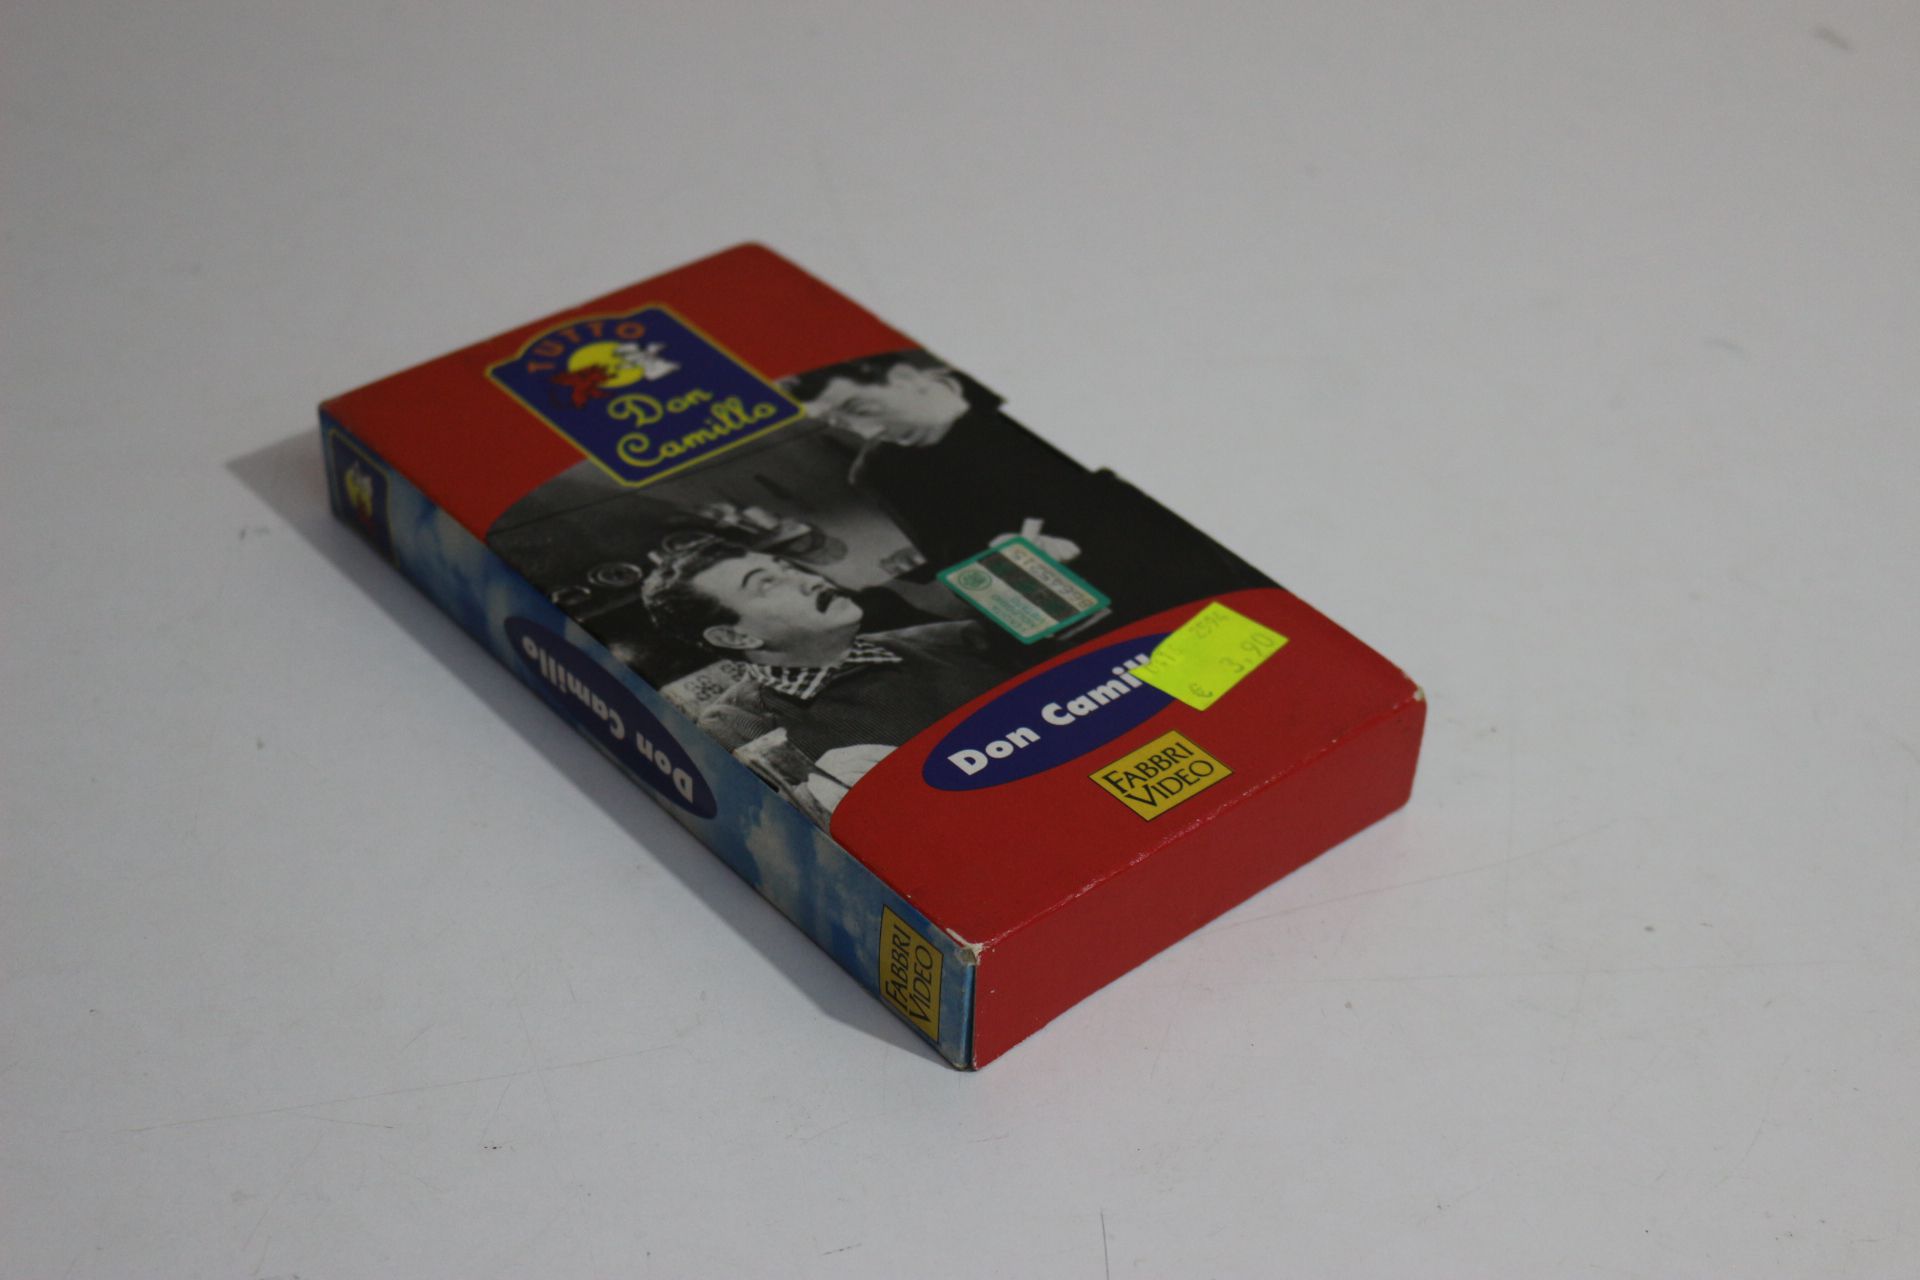 TUTTO
Don
Camillo
Don Camill
€ 3,90
FABBRI
VIDEO
Don Camillo
FABBRI
VIDEO